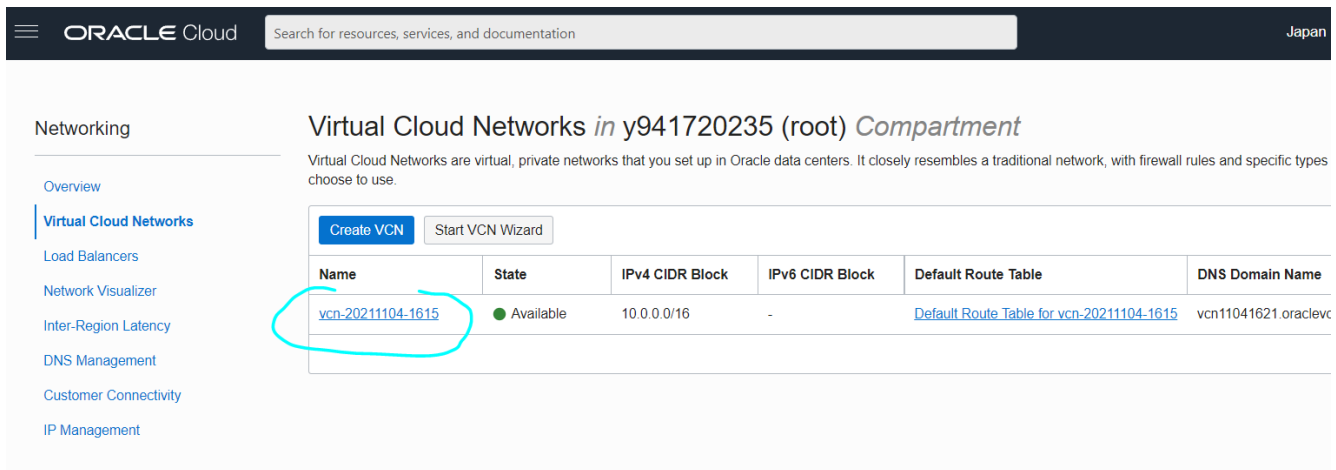 ORACLE Cloud
Search for resources, services, and documentation
Japan
Networking
Overview
Virtual Cloud Networks
Load Balancers
Network Visualizer
Inter-Region Latency
DNS Management
Customer Connectivity
IP Management
Virtual Cloud Networks in y941720235 (root) Compartment
Virtual Cloud Networks are virtual, private networks that you set up in Oracle data centers. It closely resembles a traditional network, with firewall rules and specific types
choose to use.
Create VCN Start VCN Wizard
Name State IPv4 CIDR Block IPv6 CIDR Block Default Route Table DNS Domain Name
vcn-20211104-1615 Available 10.0.0.0/16 - Default Route Table for vcn-20211104-1615 vcn11041621.oraclevc